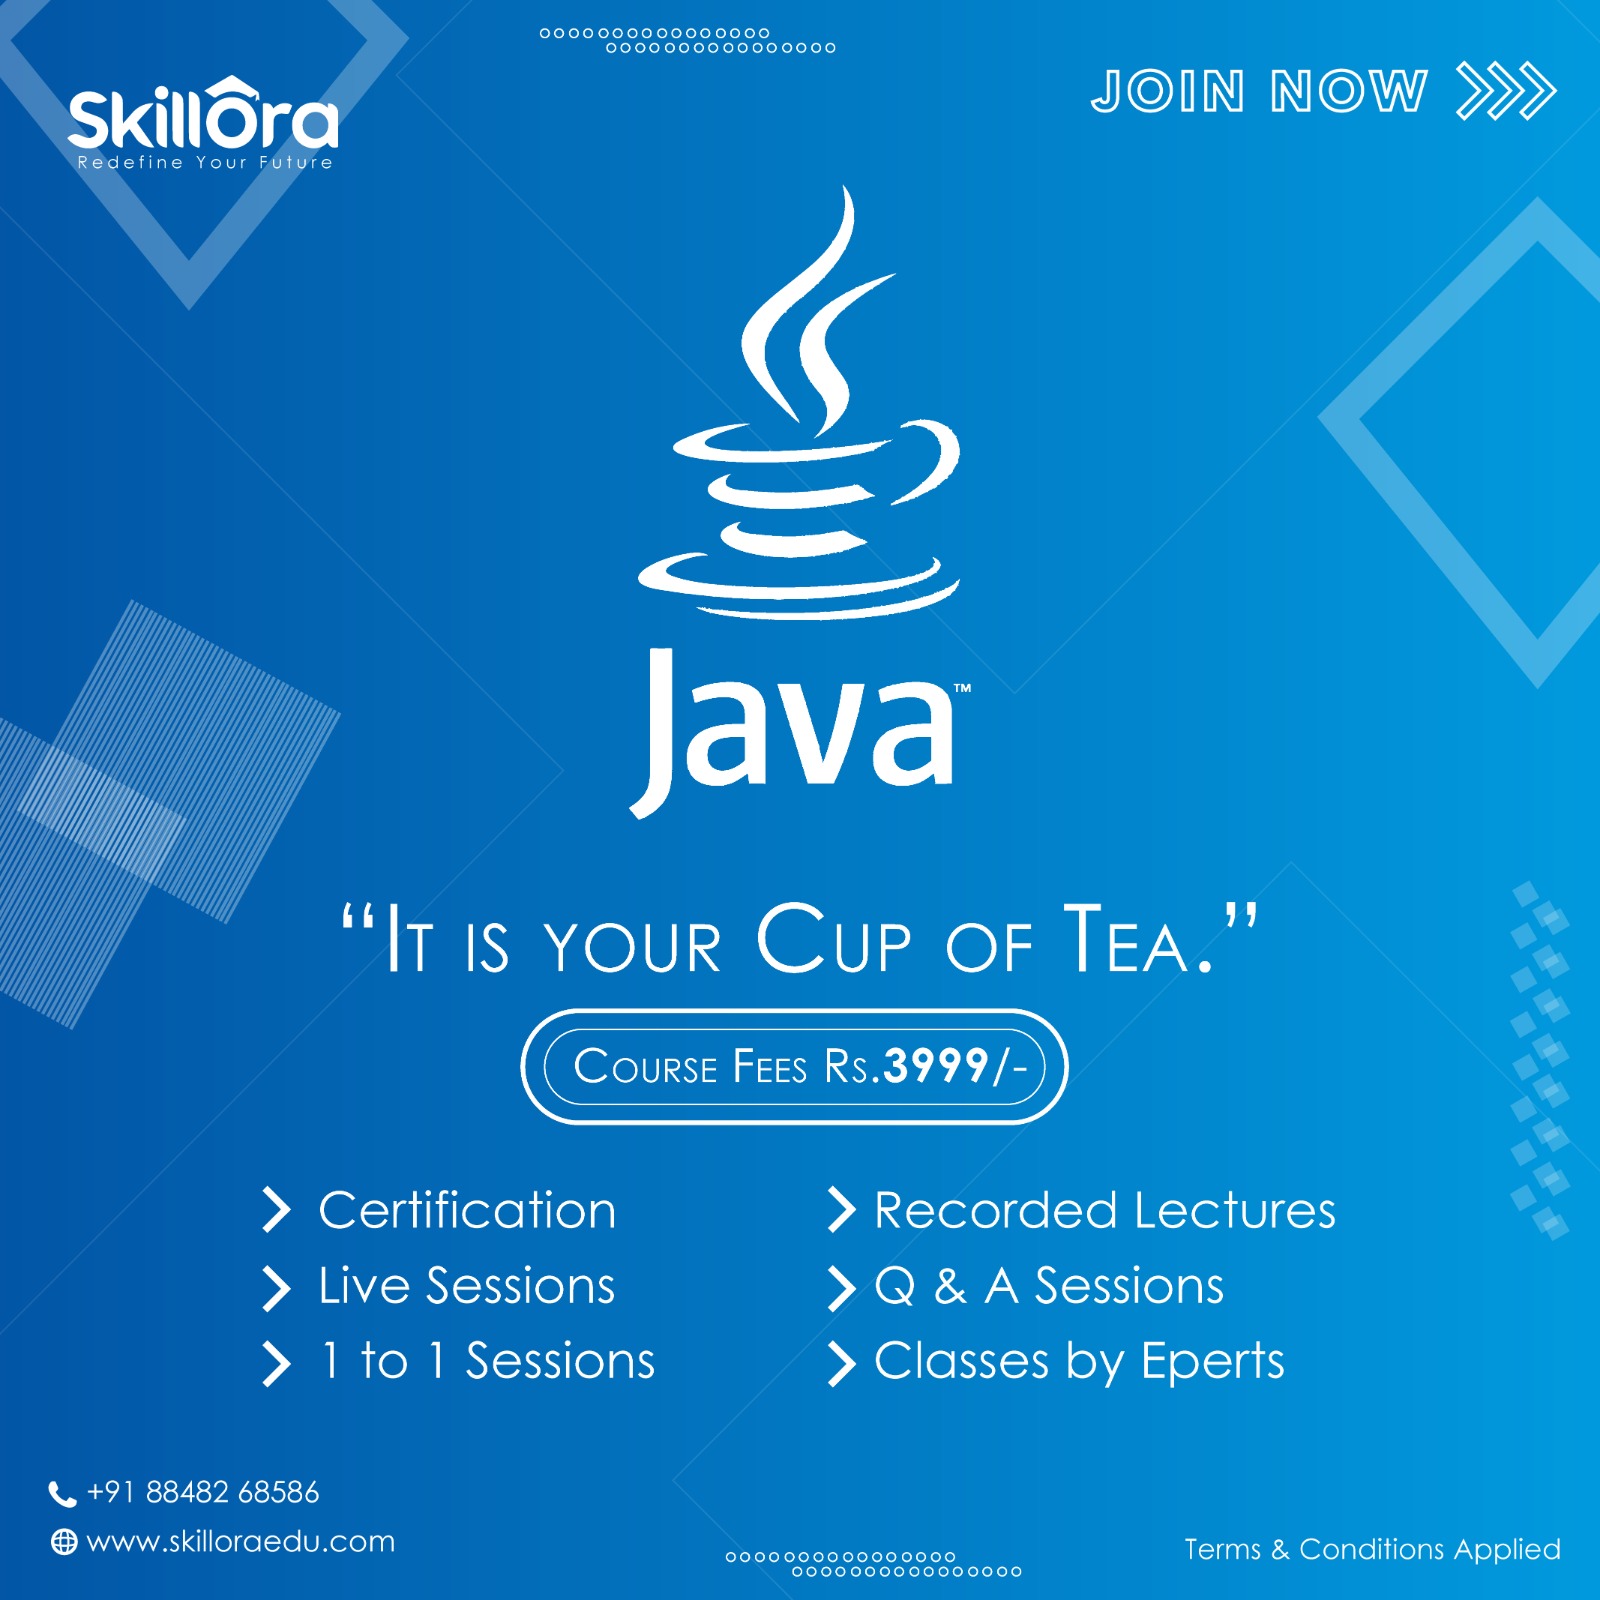 SkillOra
Redefine Your Future
JOIN NOW
Java™
“It is your Cup of Tea.”
Course Fees Rs.3999/-
Certification
Live Sessions
1 to 1 Sessions
Recorded Lectures
Q & A Sessions
Classes by Eperts
+91 88482 68586
www.skilloraedu.com
Terms & Conditions Applied